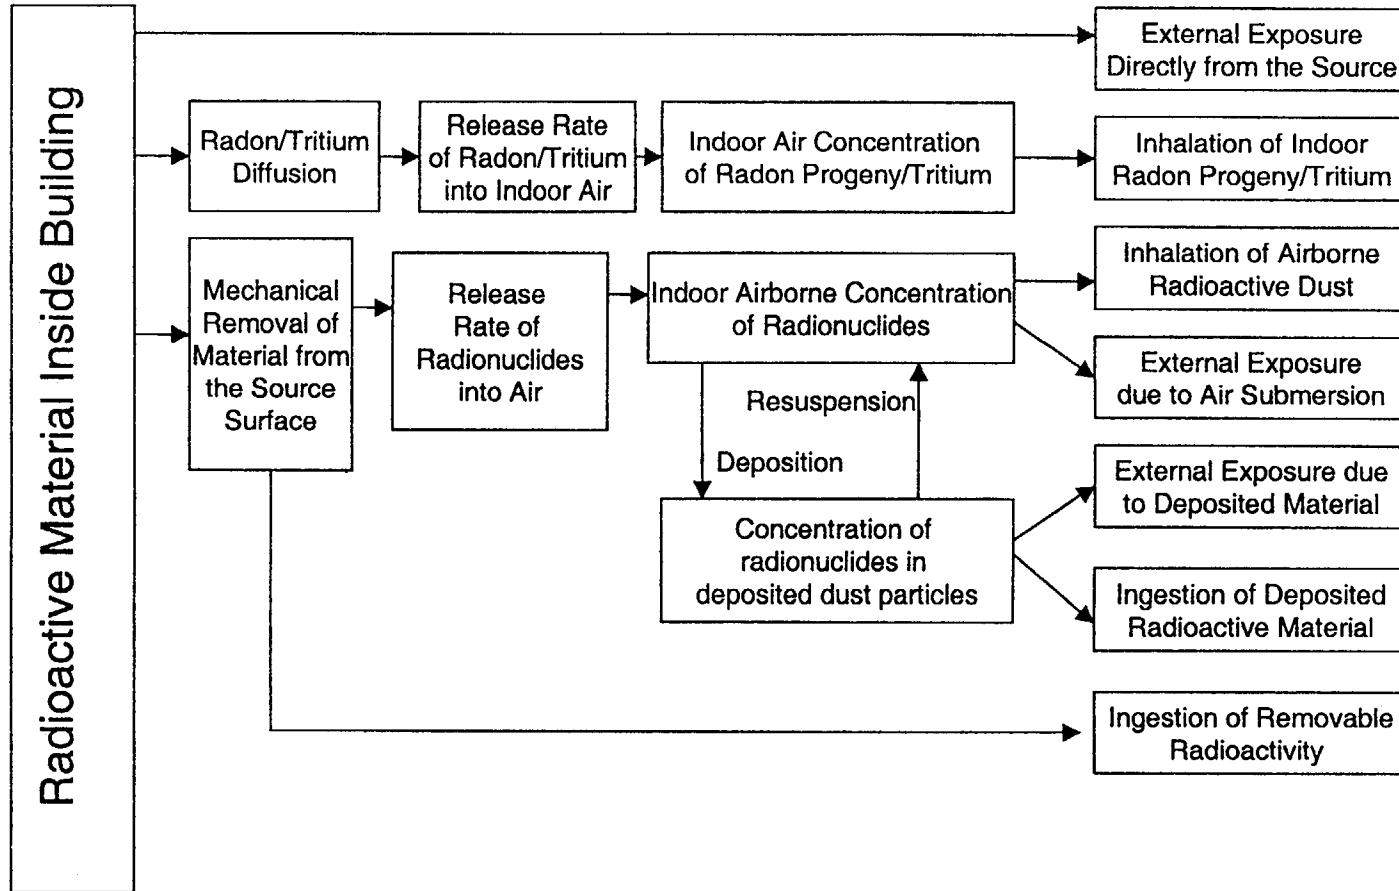 Radioactive Material Inside Building
External Exposure
Directly from the Source
Radon/Tritium
Diffusion
Release Rate
of Radon/Tritium
into Indoor Air
Indoor Air Concentration
of Radon Progeny/Tritium
Inhalation of Indoor
Radon Progeny/Tritium
Mechanical
Removal of
Material from
the Source
Surface
Release
Rate of
Radionuclides
into Air
Indoor Airborne Concentration
of Radionuclides
Inhalation of Airborne
Radioactive Dust
External Exposure
due to Air Submersion
Resuspension
Deposition
Concentration of
radionuclides in
deposited dust particles
External Exposure due
to Deposited Material
Ingestion of Deposited
Radioactive Material
Ingestion of Removable
Radioactivity